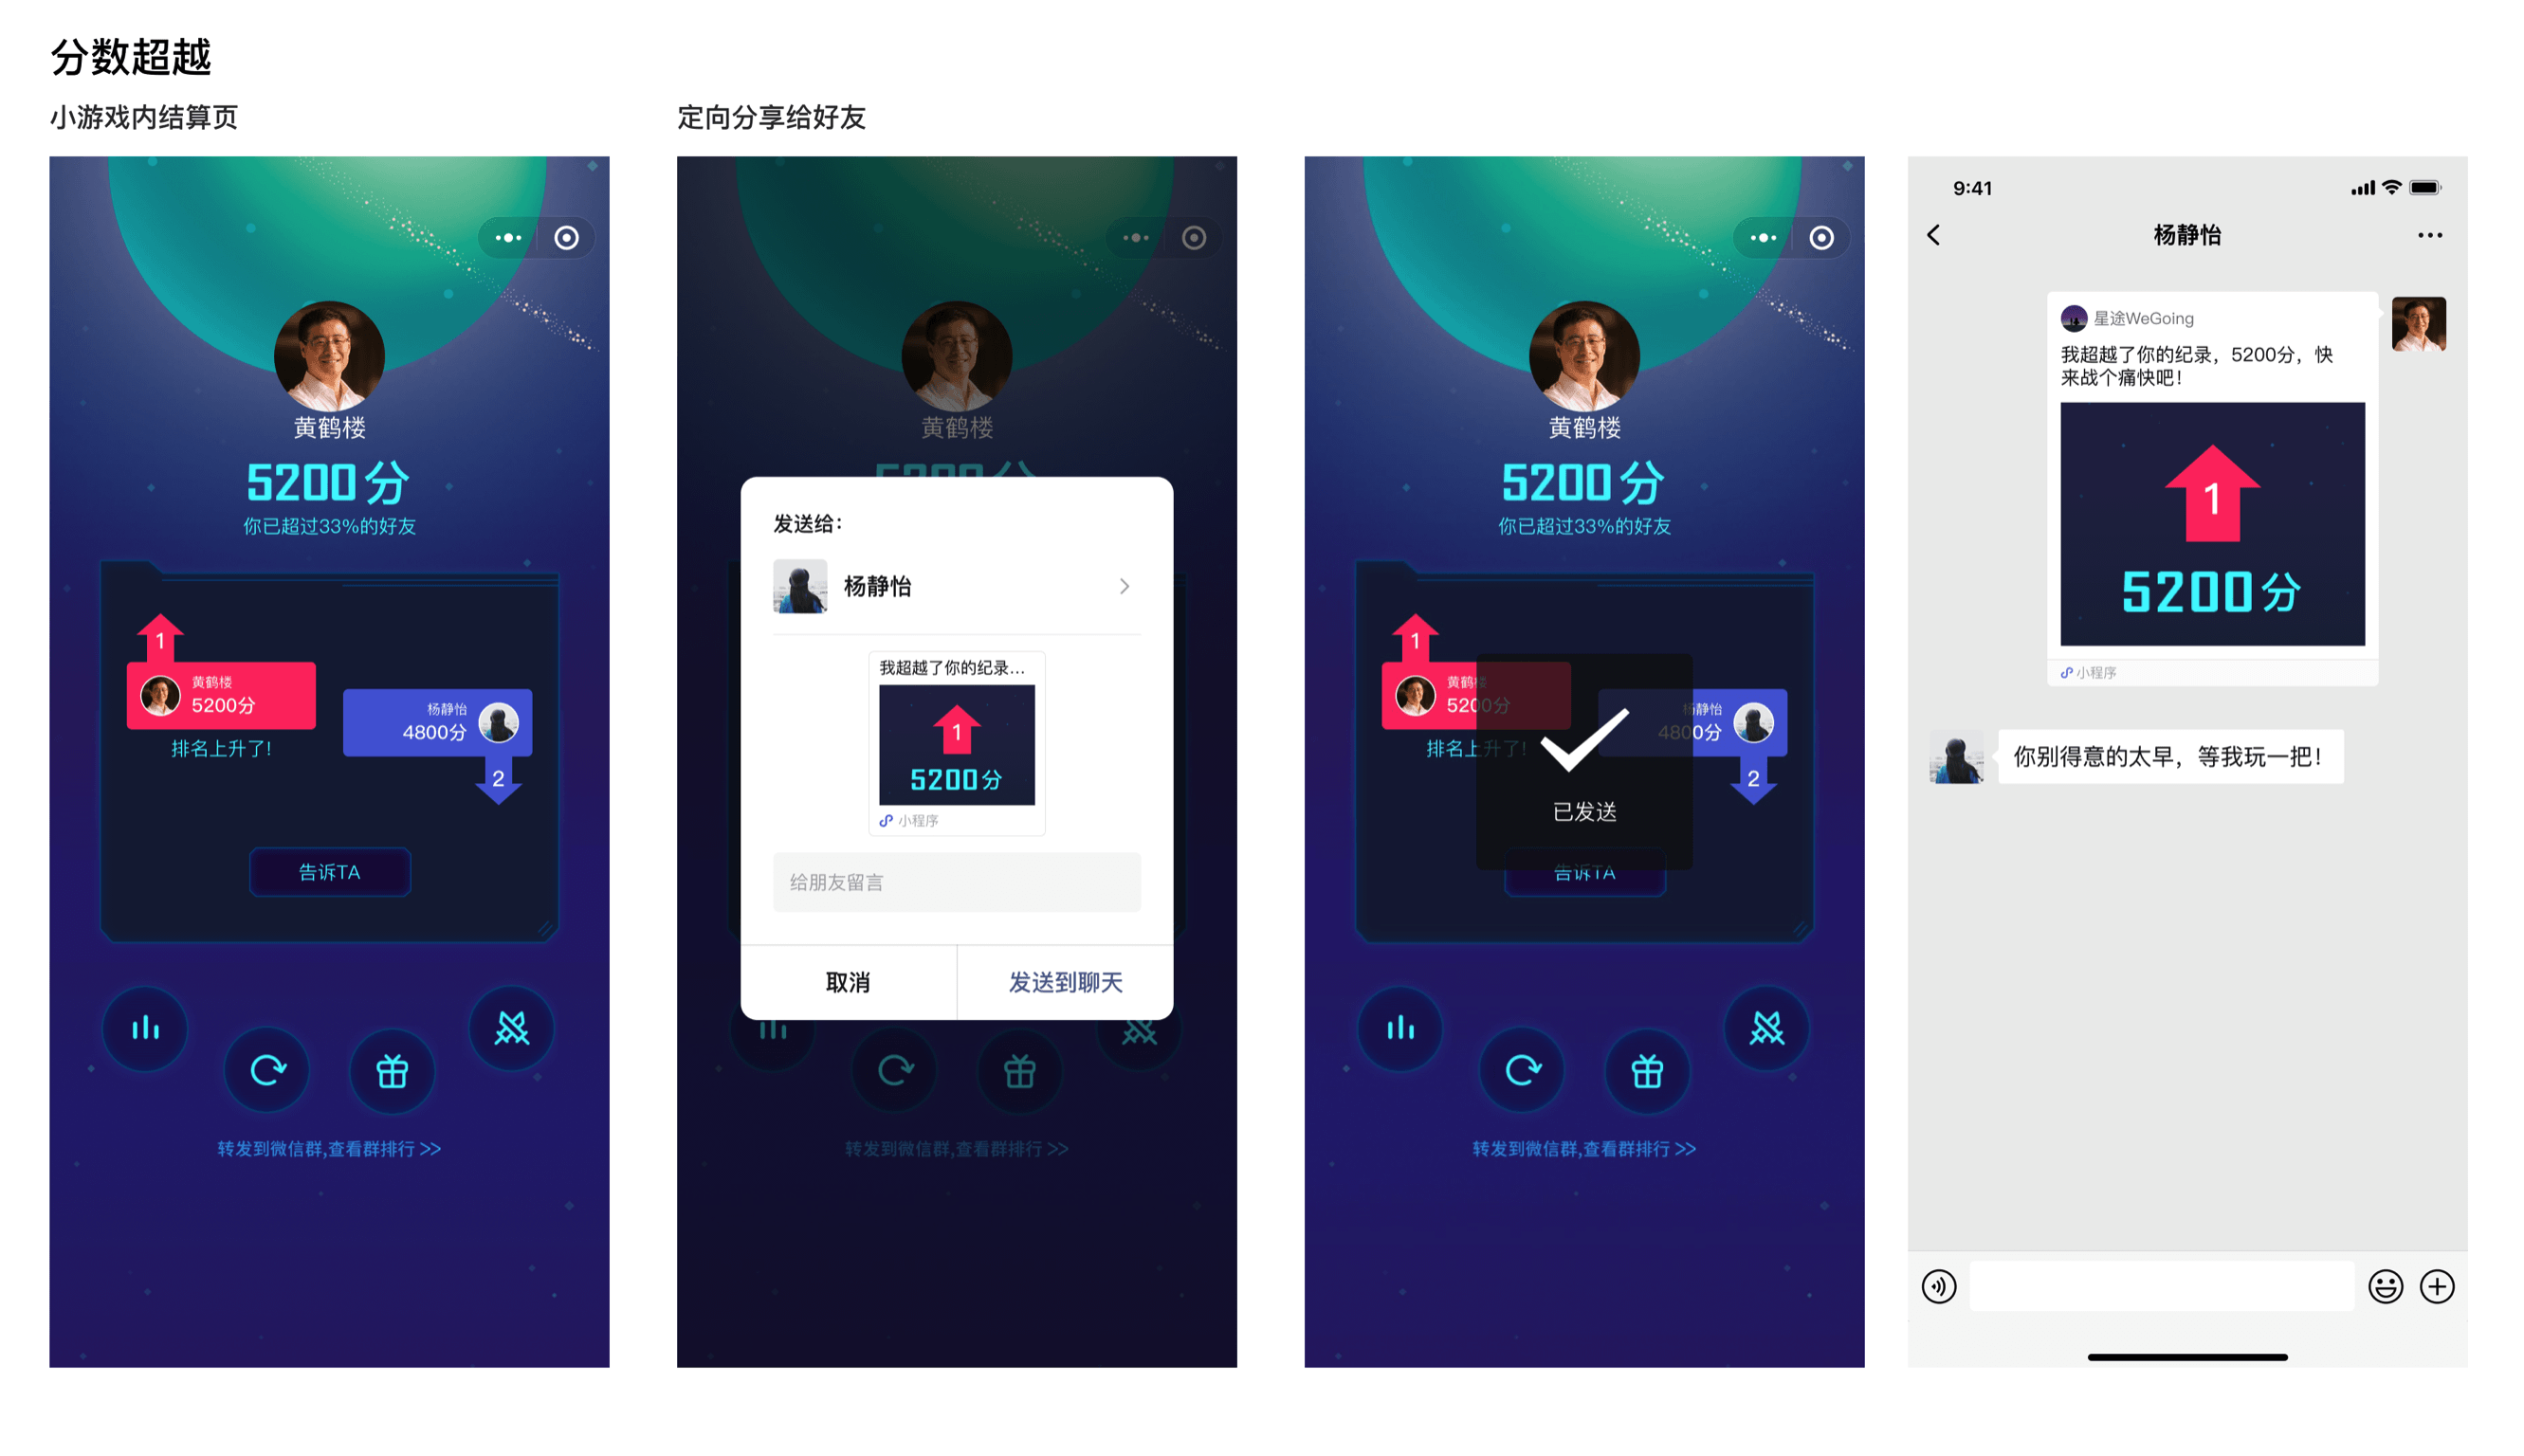 分数超越
小游戏内结算页
黄鹤楼
5200分
你已超过33%的好友
1
黄鹤楼
5200分
排名上升了!
杨静怡
4800分
2
告诉TA
转发到微信群,查看群排行 >>
定向分享给好友
黄鹤楼
5200分
发送给：
杨静怡
我超越了你的纪录...
1
5200分
小程序
给朋友留言
取消
发送到聊天
转发到微信群,查看群排行 >>
黄鹤楼
5200分
你已超过33%的好友
1
黄鹤楼
5200分
排名上升了!
杨静怡
4800分
2
已发送
告诉TA
转发到微信群,查看群排行 >>
9:41
杨静怡
星途WeGoing
我超越了你的纪录，5200分，快
来战个痛快吧！
1
5200分
小程序
你别得意的太早，等我玩一把！